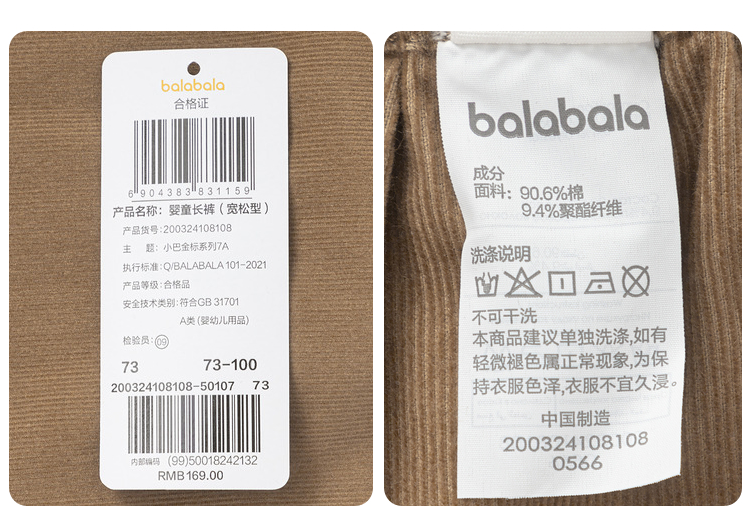 balabala
合格证
6 904383 831159
产品名称：婴童长裤（宽松型）
产品货号：200324108108
主 题：小巴金标系列7A
执行标准：Q/BALABALA 101-2021
产品等级：合格品
安全技术类别：符合GB 31701
A类 (婴幼儿用品)
检验员：09
73 73-100
200324108108-50107 73
内部编码 (99)50018242132
RMB169.00
balabala
成分
面料：90.6%棉
9.4%聚酯纤维
洗涤说明
不可干洗
本商品建议单独洗涤,如有
轻微褪色属正常现象,为保
持衣服色泽,衣服不宜久浸。
中国制造
200324108108
0566